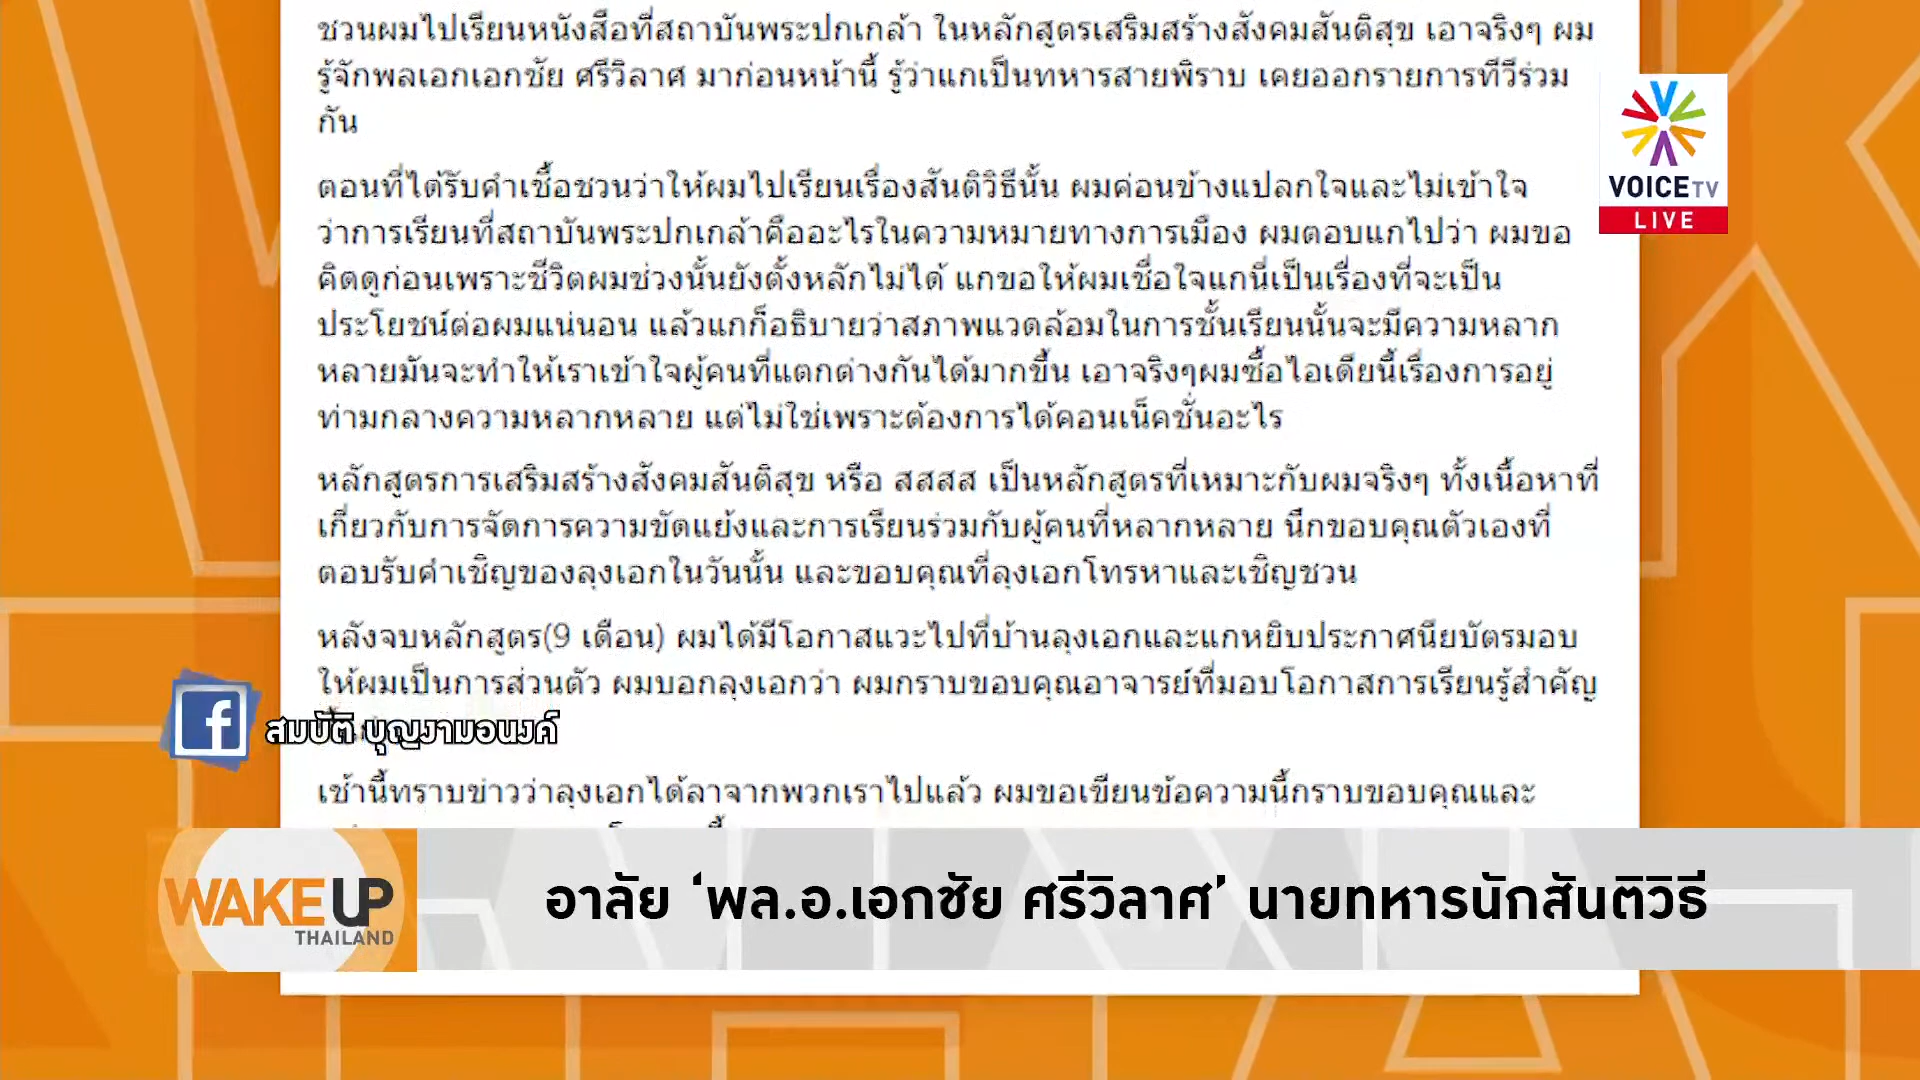 ชวนผมไปเรียนหนังสือที่สถาบันพระปกเกล้า ในหลักสูตรเสริมสร้างสังคมสันติสุข เอาจริงๆ ผม
รู้จักพลเอกเอกชัย ศรีวิลาศ มาก่อนหน้านี้ รู้ว่าแกเป็นทหารสายพิราบ เคยออกรายการทีวีร่วม
กัน
ตอนที่ได้รับคำเชื้อชวนว่าให้ผมไปเรียนเรื่องสันติวิธีนั้น ผมค่อนข้างแปลกใจและไม่เข้าใจ
ว่าการเรียนที่สถาบันพระปกเกล้าคืออะไรในความหมายทางการเมือง ผมตอบแกไปว่า ผมขอ
คิดดูก่อนเพราะชีวิตผมช่วงนั้นยังตั้งหลักไม่ได้ แกขอให้ผมเชื่อใจแกนี่เป็นเรื่องที่จะเป็น
ประโยชน์ต่อผมแน่นอน แล้วแกก็อธิบายว่าสภาพแวดล้อมในการชั้นเรียนนั้นจะมีความหลาก
หลายมันจะทำให้เราเข้าใจผู้คนที่แตกต่างกันได้มากขึ้น เอาจริงๆผมซื้อไอเดียนี้เรื่องการอยู่
ท่ามกลางความหลากหลาย แต่ไม่ใช่เพราะต้องการได้คอนเน็คชั่นอะไร
หลักสูตรการเสริมสร้างสังคมสันติสุข หรือ สสสส เป็นหลักสูตรที่เหมาะกับผมจริงๆ ทั้งเนื้อหาที่
เกี่ยวกับการจัดการความขัดแย้งและการเรียนร่วมกับผู้คนที่หลากหลาย นึกขอบคุณตัวเองที่
ตอบรับคำเชิญของลุงเอกในวันนั้น และขอบคุณที่ลุงเอกโทรหาและเชิญชวน
หลังจบหลักสูตร(9 เดือน) ผมได้มีโอกาสแวะไปที่บ้านลุงเอกและแกหยิบประกาศนียบัตรมอบ
ให้ผมเป็นการส่วนตัว ผมบอกลุงเอกว่า ผมกราบขอบคุณอาจารย์ที่มอบโอกาสการเรียนรู้สำคัญ
สมบัติ บุญงามอนงค์
เช้านี้ทราบข่าวว่าลุงเอกได้ลาจากพวกเราไปแล้ว ผมขอเขียนข้อความนี้กราบขอบคุณและ
VOICE TV
LIVE
WAKE UP
THAILAND
อาลัย ‘พล.อ.เอกชัย ศรีวิลาศ’ นายทหารนักสันติวิธี